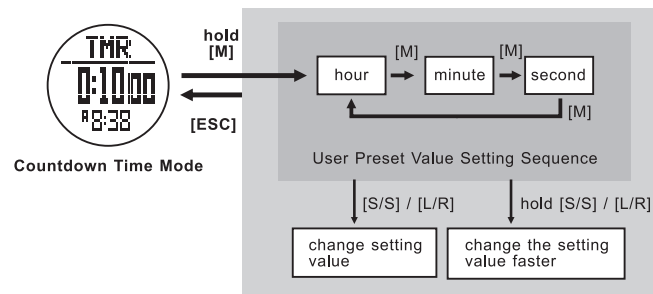 TMR
0:10 00
A 8:38
Countdown Time Mode
hold
[M]
[ESC]
hour
[M]
minute
[M]
second
[M]
User Preset Value Setting Sequence
[S/S] / [L/R]
hold [S/S] / [L/R]
change setting
value
change the setting
value faster